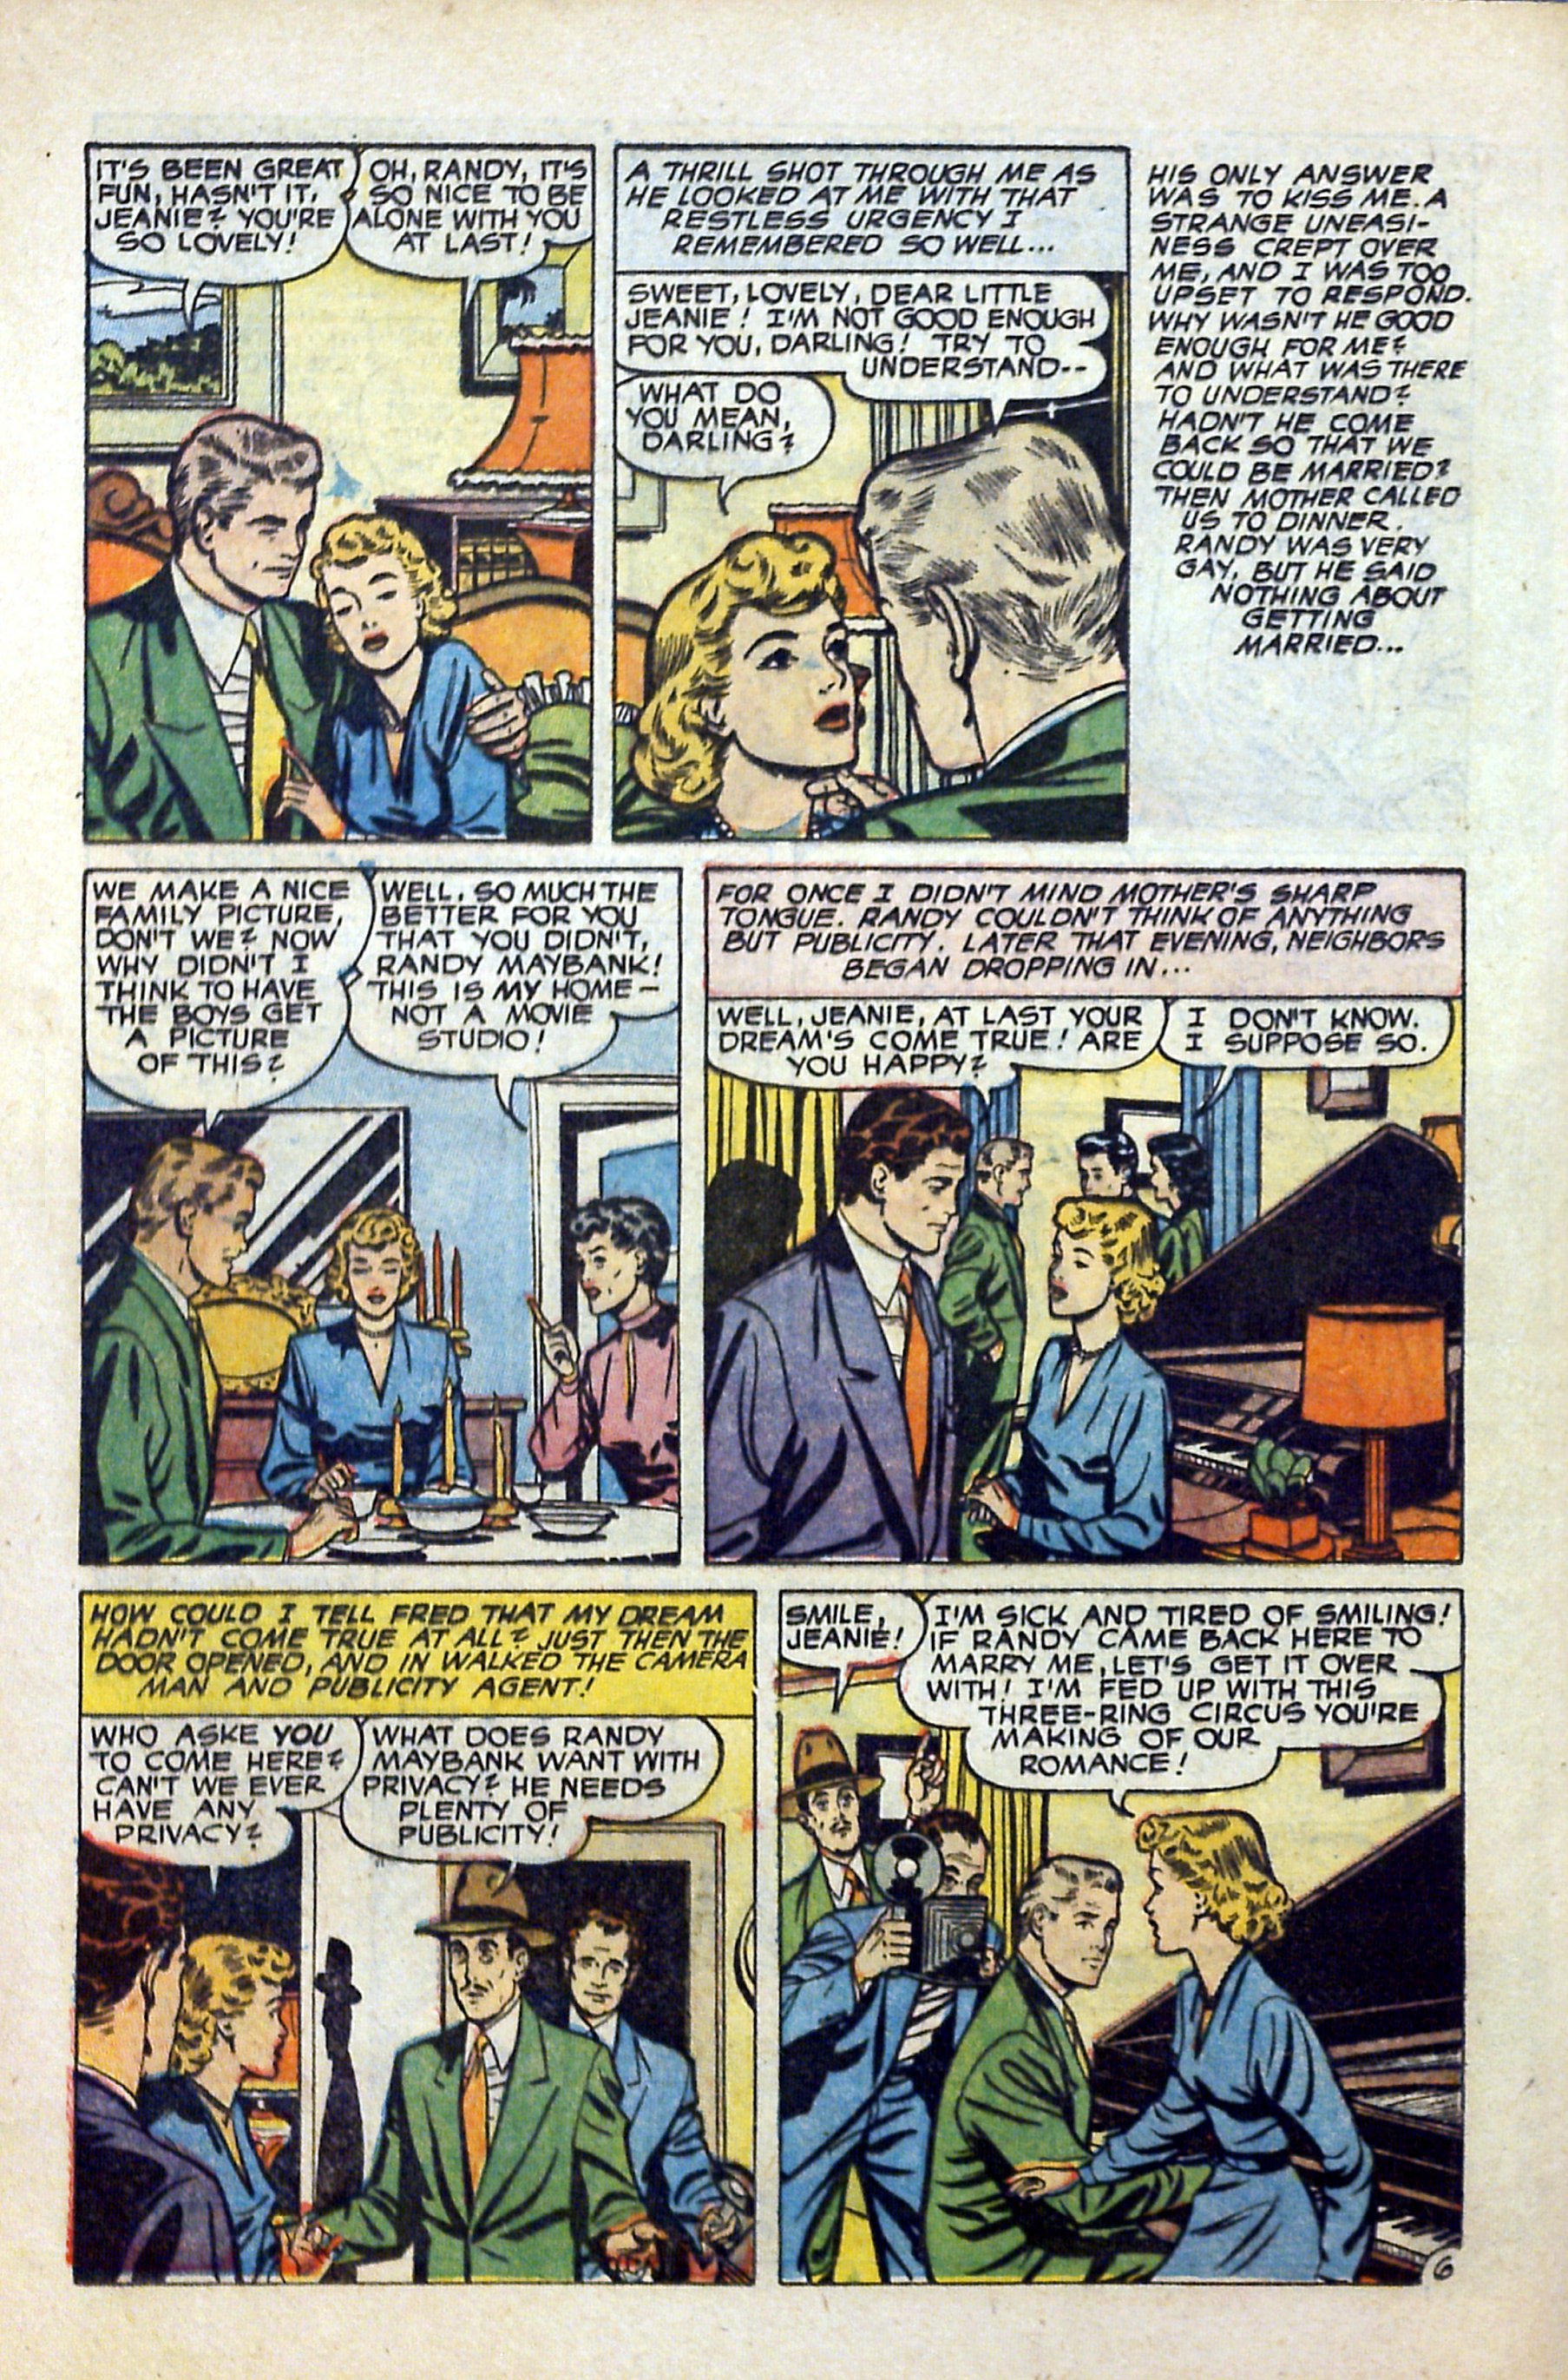 IT'S BEEN GREAT
FUN, HASN'T IT,
JEANIE? YOU'RE
SO LOVELY!
OH, RANDY, IT'S
SO NICE TO BE
ALONE WITH YOU
AT LAST!
A THRILL SHOT THROUGH ME AS
HE LOOKED AT ME WITH THAT
RESTLESS URGENCY I
REMEMBERED SO WELL...
SWEET, LOVELY, DEAR LITTLE
JEANIE! I'M NOT GOOD ENOUGH
FOR YOU, DARLING! TRY TO
UNDERSTAND--
WHAT DO
YOU MEAN,
DARLING?
HIS ONLY ANSWER
WAS TO KISS ME. A
STRANGE UNEASI-
NESS CREPT OVER
ME, AND I WAS TOO
UPSET TO RESPOND.
WHY WASN'T HE GOOD
ENOUGH FOR ME?
AND WHAT WAS THERE
TO UNDERSTAND?
HADN'T HE COME
BACK SO THAT WE
COULD BE MARRIED?
THEN MOTHER CALLED
US TO DINNER.
RANDY WAS VERY
GAY, BUT HE SAID
NOTHING ABOUT
GETTING
MARRIED...
WE MAKE A NICE
FAMILY PICTURE,
DON'T WE? NOW
WHY DIDN'T I
THINK TO HAVE
THE BOYS GET
A PICTURE
OF THIS?
WELL, SO MUCH THE
BETTER FOR YOU
THAT YOU DIDN'T,
RANDY MAYBANK!
THIS IS MY HOME—
NOT A MOVIE
STUDIO!
FOR ONCE I DIDN'T MIND MOTHER'S SHARP
TONGUE. RANDY COULDN'T THINK OF ANYTHING
BUT PUBLICITY. LATER THAT EVENING, NEIGHBORS
BEGAN DROPPING IN...
WELL, JEANIE, AT LAST YOUR
DREAM'S COME TRUE! ARE
YOU HAPPY?
I DON'T KNOW.
I SUPPOSE SO.
HOW COULD I TELL FRED THAT MY DREAM
HADN'T COME TRUE AT ALL? JUST THEN THE
DOOR OPENED, AND IN WALKED THE CAMERA
MAN AND PUBLICITY AGENT!
WHO ASKE YOU
TO COME HERE?
CAN'T WE EVER
HAVE ANY
PRIVACY?
WHAT DOES RANDY
MAYBANK WANT WITH
PRIVACY? HE NEEDS
PLENTY OF
PUBLICITY!
SMILE,
JEANIE!
I'M SICK AND TIRED OF SMILING!
IF RANDY CAME BACK HERE TO
MARRY ME, LET'S GET IT OVER
WITH! I'M FED UP WITH THIS
THREE-RING CIRCUS YOU'RE
MAKING OF OUR
ROMANCE!
6